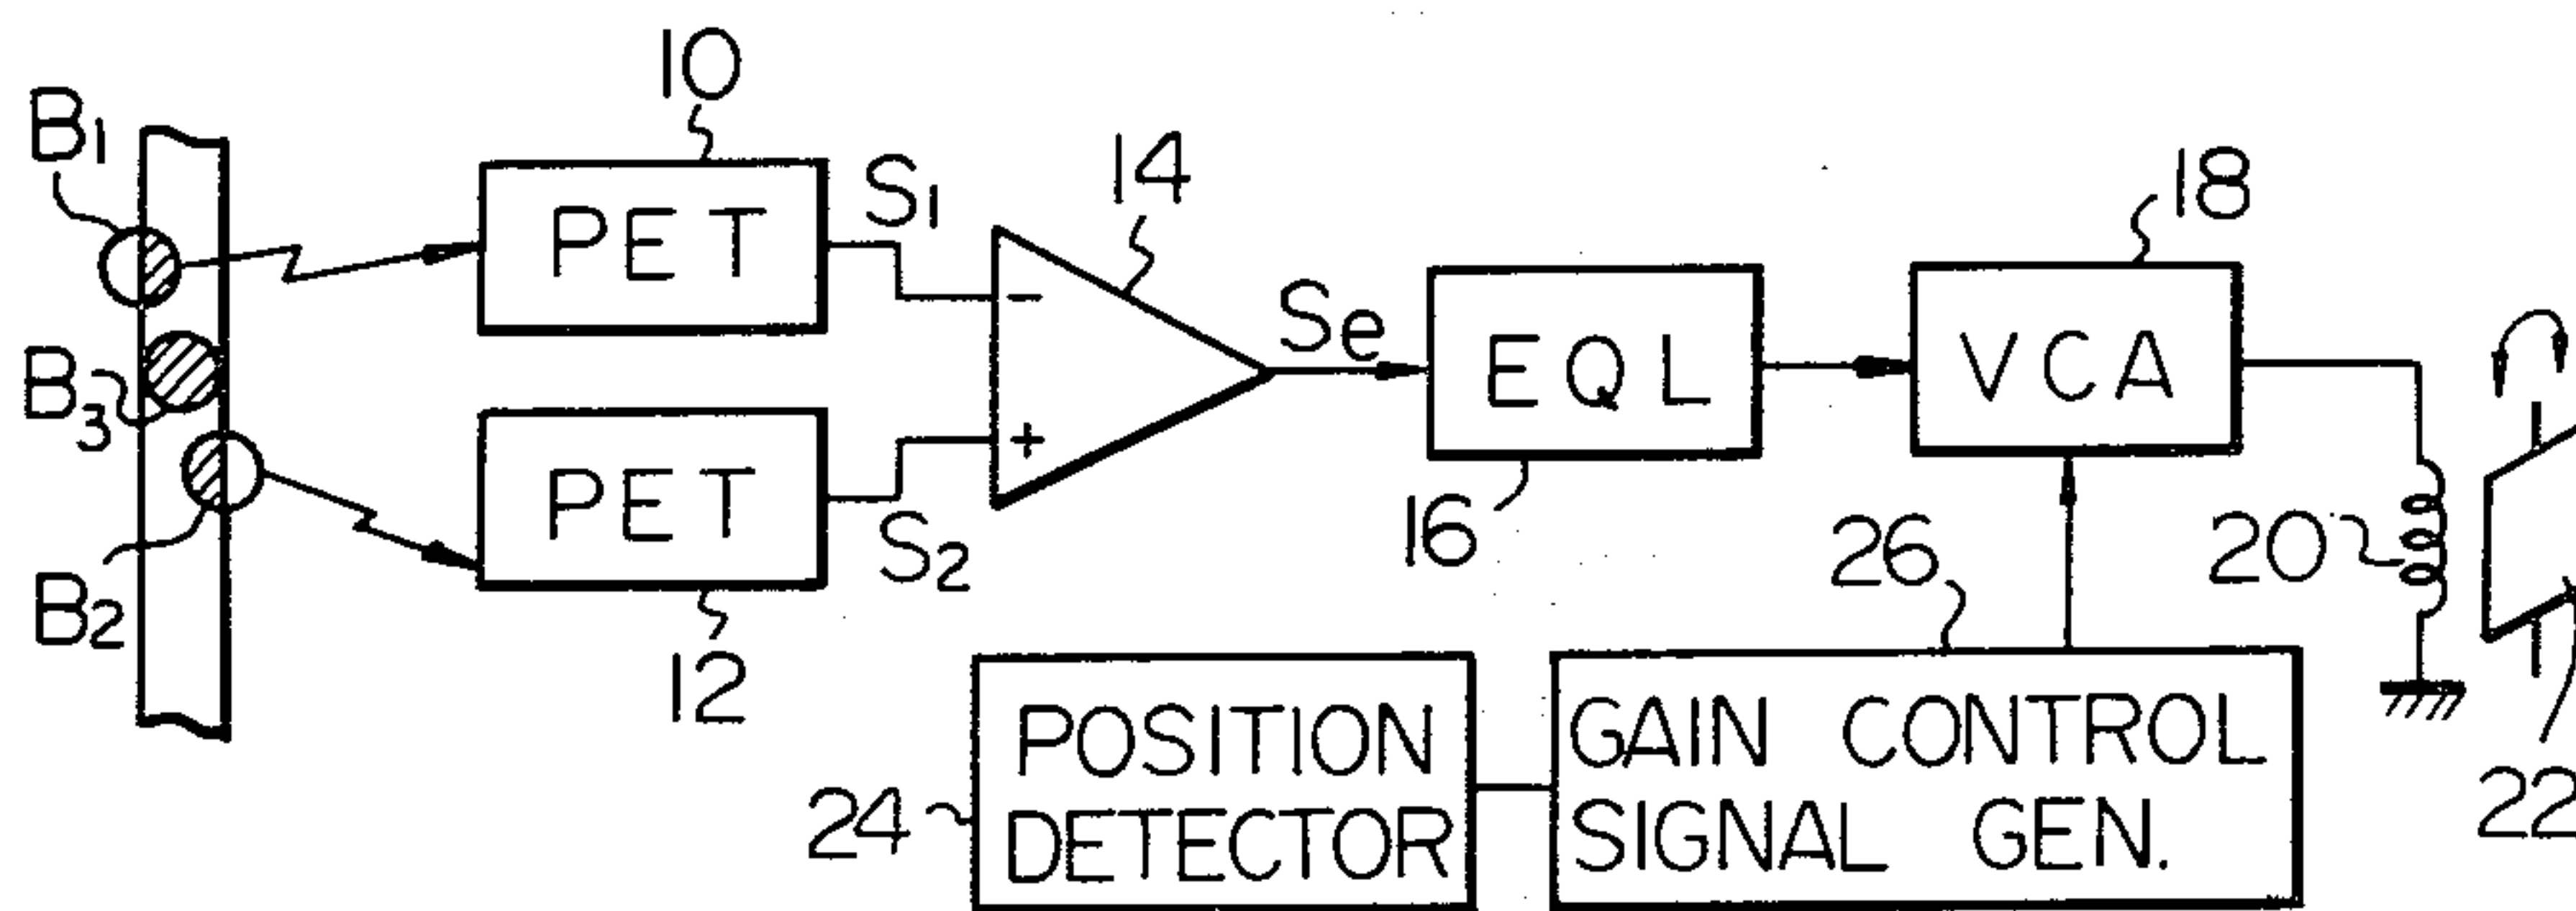 10
B1
PET
S1
14
18
Se
EQL
VCA
B3
PET
S2
16
26
20
B2
12
24
POSITION
DETECTOR
GAIN CONTROL
SIGNAL GEN.
22
-
+